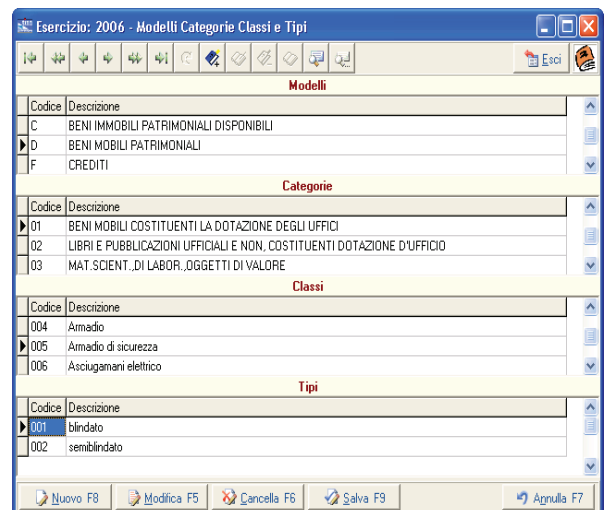 Esercizio: 2006 - Modelli Categorie Classi e Tipi
Esci
Modelli
Codice Descrizione
C BENI IMMOBILI PATRIMONIALI DISPONIBILI
D BENI MOBILI PATRIMONIALI
F CREDITI
Categorie
Codice Descrizione
01 BENI MOBILI COSTITUENTI LA DOTAZIONE DEGLI UFFICI
02 LIBRI E PUBBLICAZIONI UFFICIALI E NON, COSTITUENTI DOTAZIONE D'UFFICIO
03 MAT.SCIENT.,DI LABOR.,OGGETTI DI VALORE
Classi
Codice Descrizione
004 Armadio
005 Armadio di sicurezza
006 Asciugamani elettrico
Tipi
Codice Descrizione
001 blindato
002 semiblindato
Nuovo F8 Modifica F5 Cancella F6 Salva F9 Annulla F7